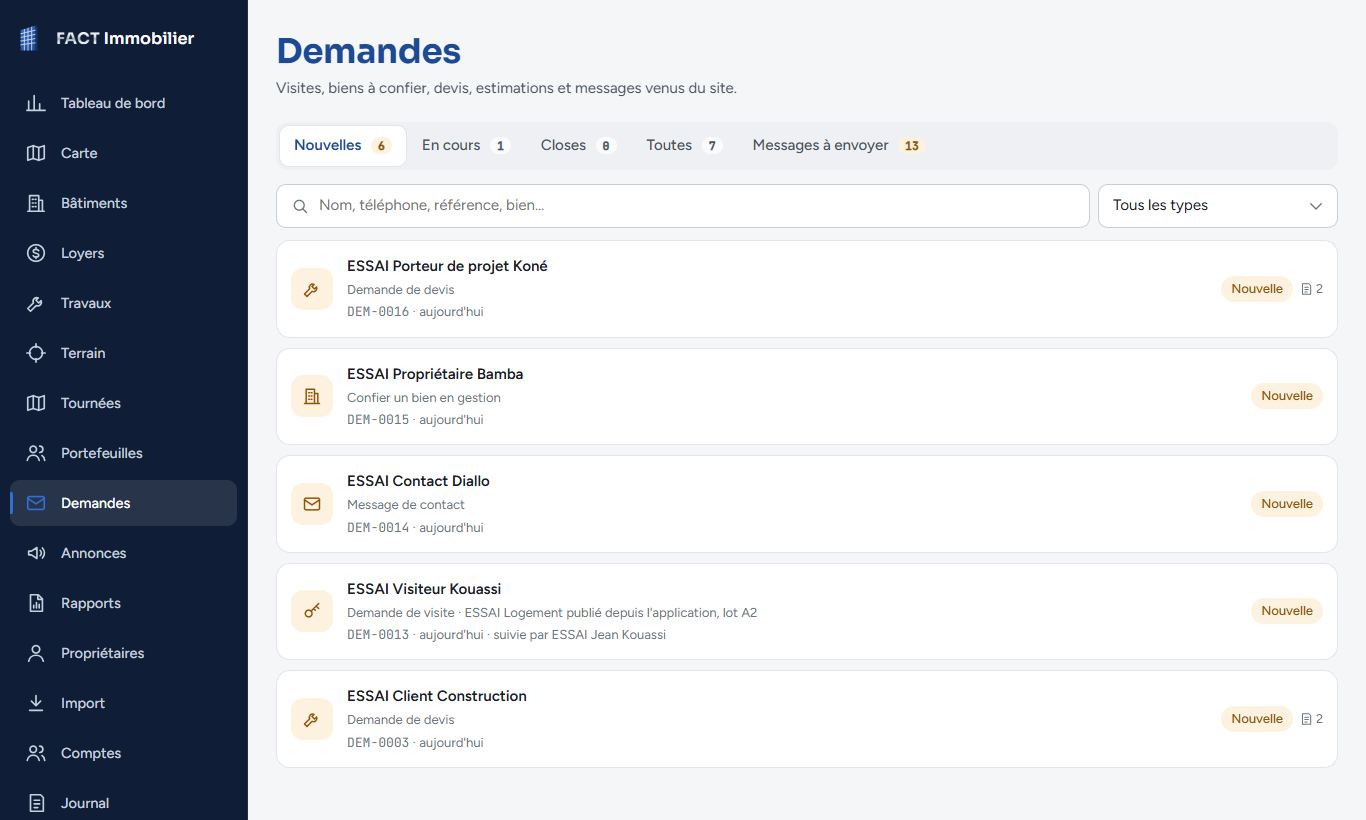 FACT Immobilier
Tableau de bord
Carte
Bâtiments
Loyers
Travaux
Terrain
Tournées
Portefeuilles
Demandes
Annonces
Rapports
Propriétaires
Import
Comptes
Journal
Demandes
Visites, biens à confier, devis, estimations et messages venus du site.
Nouvelles 6 En cours 1 Closes 0 Toutes 7 Messages à envoyer 13
Nom, téléphone, référence, bien...
Tous les types
ESSAI Porteur de projet Koné
Demande de devis
DEM-0016 · aujourd'hui
Nouvelle 2
ESSAI Propriétaire Bamba
Confier un bien en gestion
DEM-0015 · aujourd'hui
Nouvelle
ESSAI Contact Diallo
Message de contact
DEM-0014 · aujourd'hui
Nouvelle
ESSAI Visiteur Kouassi
Demande de visite · ESSAI Logement publié depuis l'application, lot A2
DEM-0013 · aujourd'hui · suivie par ESSAI Jean Kouassi
Nouvelle
ESSAI Client Construction
Demande de devis
DEM-0003 · aujourd'hui
Nouvelle 2